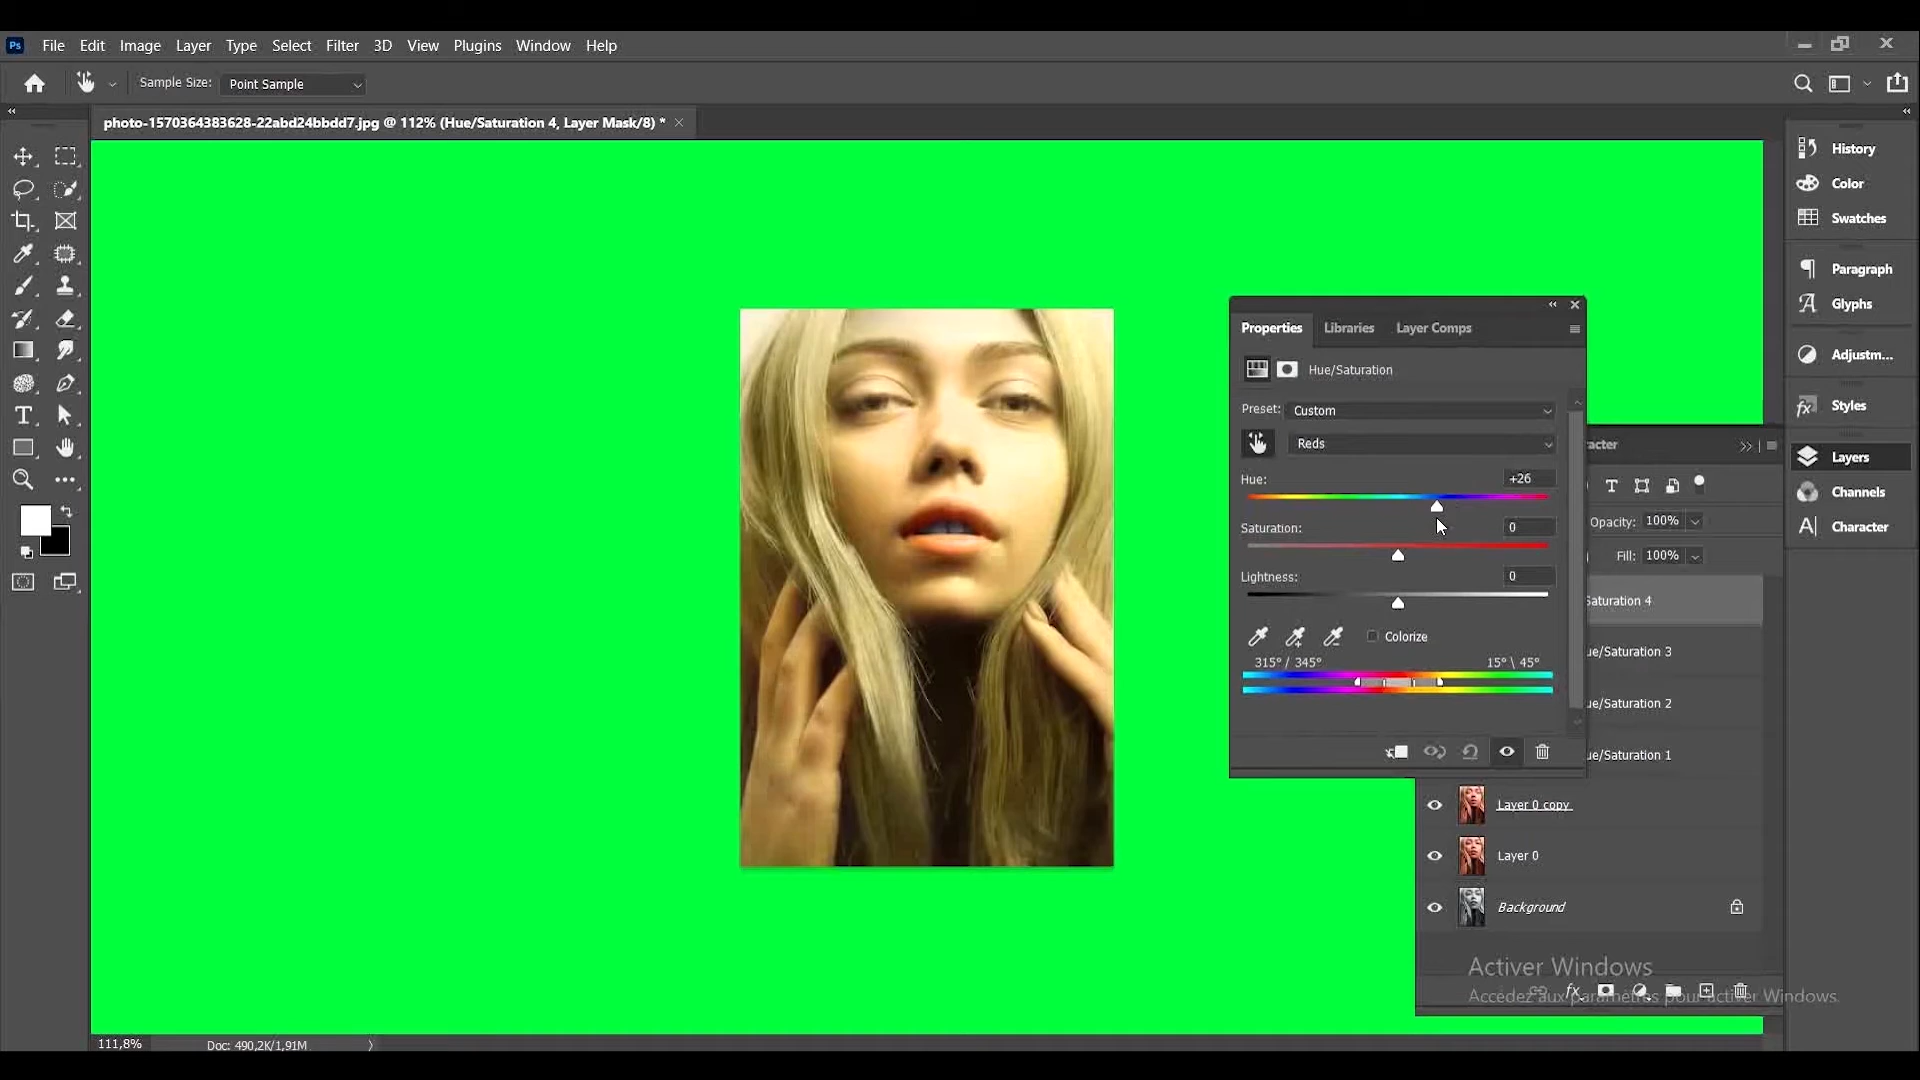 Ps File Edit Image Layer Type Select Filter 3D View Plugins Window Help
Sample Size: Point Sample
photo-1570364383628-22abd24bbdd7.jpg @ 112% (Hue/Saturation 4, Layer Mask/8) *
History
Color
Swatches
Paragraph
Glyphs
Adjustm...
Styles
Layers
Channels
Character
Properties Libraries Layer Comps
Hue/Saturation
Preset: Custom
Reds
Hue: +26
Saturation: 0
Lightness: 0
Colorize
315° / 345° 15° \ 45°
acter
Opacity: 100%
Fill: 100%
Saturation 4
ue/Saturation 3
ue/Saturation 2
ue/Saturation 1
Layer 0 copy
Layer 0
Background
Activer Windows
Accédez aux paramètres pour activer Windows.
111,8% Doc: 490,2K/1,91M